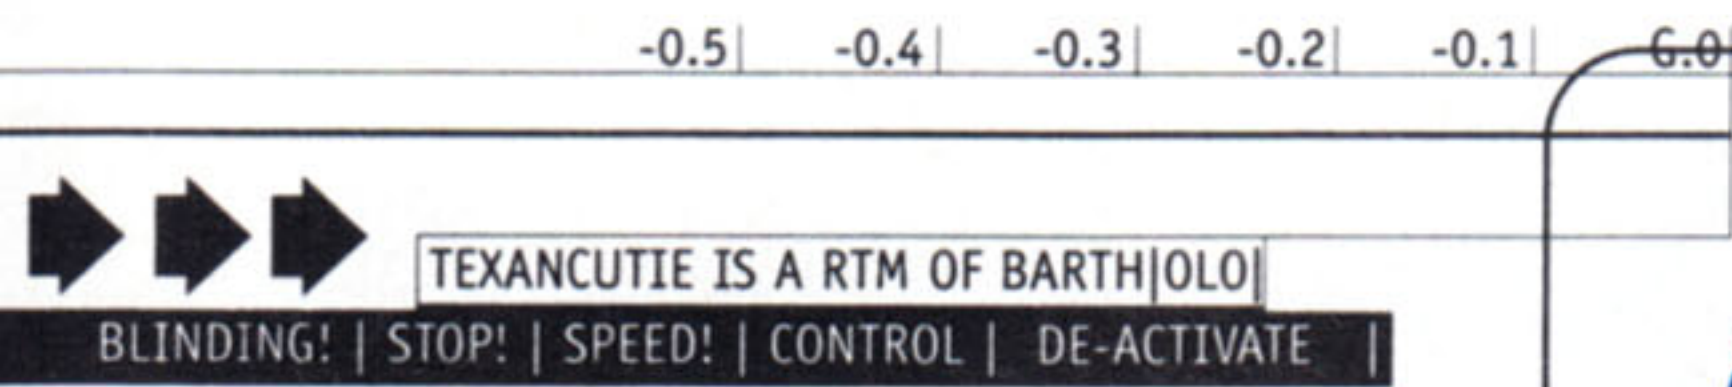 -0.5| -0.4| -0.3| -0.2| -0.1| G.0
TEXANCUTIE IS A RTM OF BARTH|OLO|
BLINDING! | STOP! | SPEED! | CONTROL | DE-ACTIVATE |